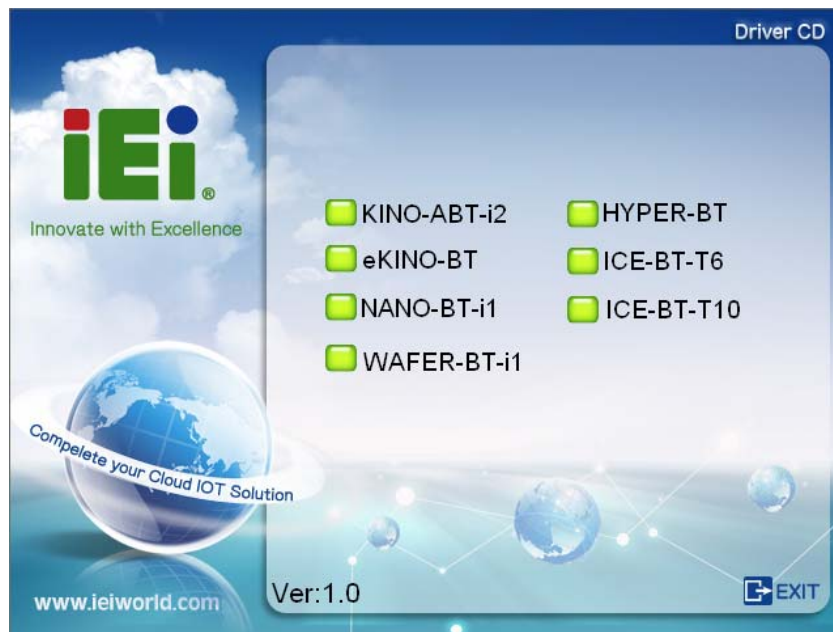 Driver CD
iEi®
Innovate with Excellence
KINO-ABT-i2
HYPER-BT
eKINO-BT
ICE-BT-T6
NANO-BT-i1
ICE-BT-T10
WAFER-BT-i1
Compelete your Cloud IOT Solution
www.ieiworld.com
Ver:1.0
EXIT